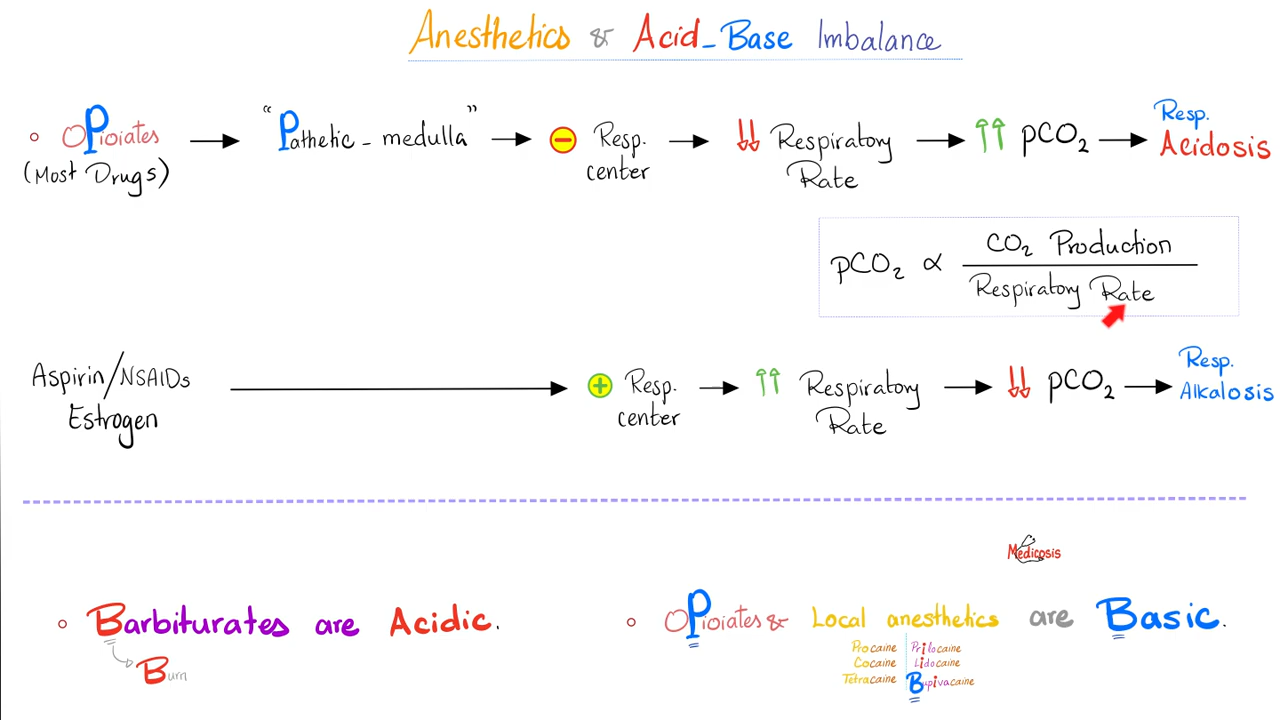 Anesthetics & Acid_Base Imbalance
OPioiates → "Pathetic - medulla" → − Resp. center → ↓↓ Respiratory Rate → ↑↑ pCO₂ → Resp. Acidosis
(Most Drugs)
pCO₂ ∝ CO₂ Production
Respiratory Rate
Aspirin/NSAIDs
Estrogen
→ + Resp. center → ↑↑ Respiratory Rate → ↓↓ pCO₂ → Resp. Alkalosis
Medicosis
Barbiturates are Acidic.
Burn
OPioiates & Local anesthetics are Basic.
Procaine Prilocaine
Cocaine Lidocaine
Tetracaine Bupivacaine